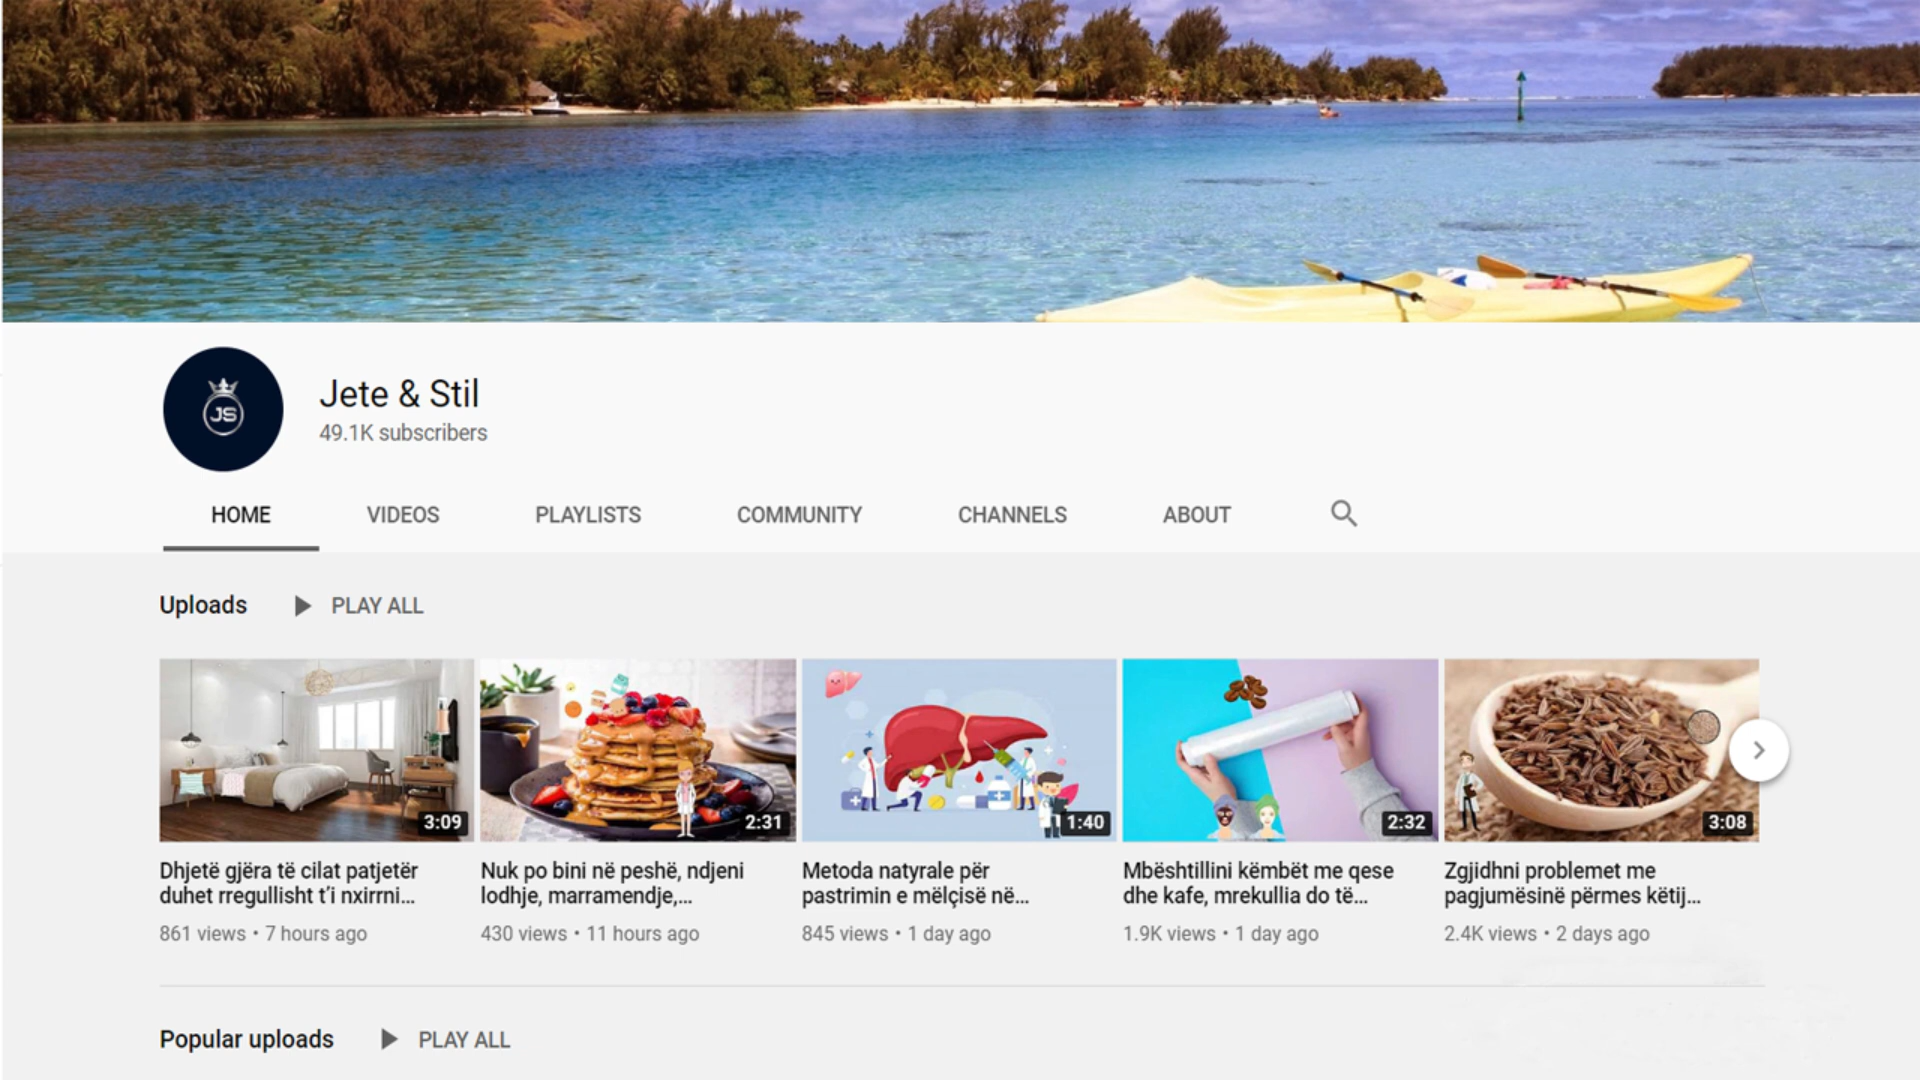 JS
Jete & Stil
49.1K subscribers
HOME VIDEOS PLAYLISTS COMMUNITY CHANNELS ABOUT
Uploads PLAY ALL
3:09
Dhjetë gjëra të cilat patjetër
duhet rregullisht t'i nxirrni...
861 views • 7 hours ago
2:31
Nuk po bini në peshë, ndjeni
lodhje, marramendje,...
430 views • 11 hours ago
1:40
Metoda natyrale për
pastrimin e mëlçisë në...
845 views • 1 day ago
2:32
Mbështillini këmbët me qese
dhe kafe, mrekullia do të...
1.9K views • 1 day ago
3:08
Zgjidhni problemet me
pagjumësinë përmes këtij...
2.4K views • 2 days ago
Popular uploads PLAY ALL